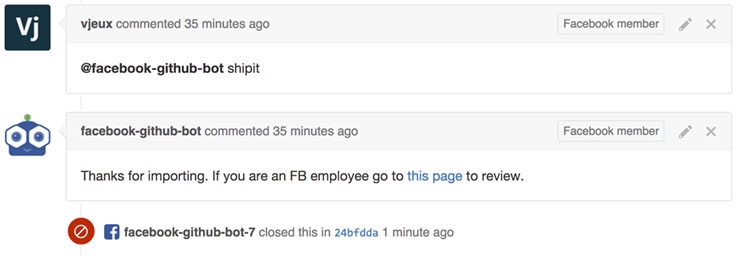 Vj
vjeux commented 35 minutes ago Facebook member
@facebook-github-bot shipit
facebook-github-bot commented 35 minutes ago Facebook member
Thanks for importing. If you are an FB employee go to this page to review.
f facebook-github-bot-7 closed this in 24bfdda 1 minute ago